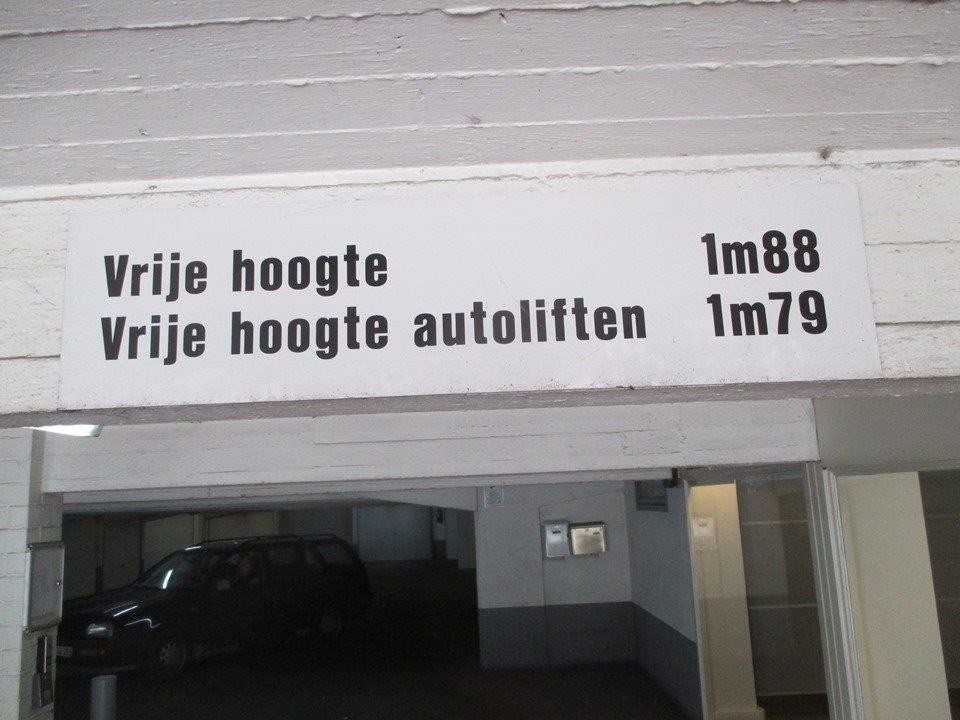 Vrije hoogte 1m88
Vrije hoogte autoliften 1m79